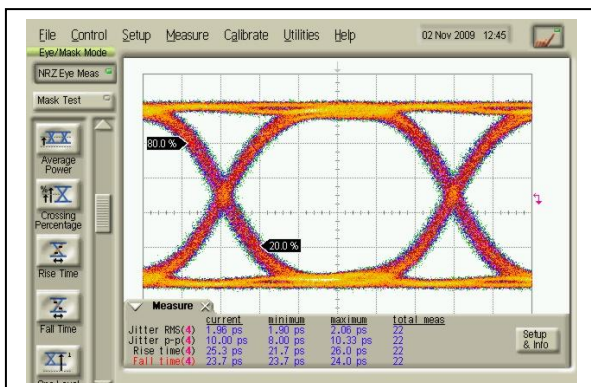 File Control Setup Measure Calibrate Utilities Help 02 Nov 2009 12:45
Eye/Mask Mode
NRZ Eye Meas
Mask Test
Average
Power
Crossing
Percentage
Rise Time
Fall Time
80.0 %
20.0 %
Measure
current minimum maximum total meas
Jitter RMS(4) 1.96 ps 1.90 ps 2.06 ps 22
Jitter p-p(4) 10.00 ps 8.00 ps 10.33 ps 22
Rise time(4) 25.3 ps 21.7 ps 26.0 ps 22
Fall time(4) 23.7 ps 23.7 ps 24.0 ps 22
Setup
& Info